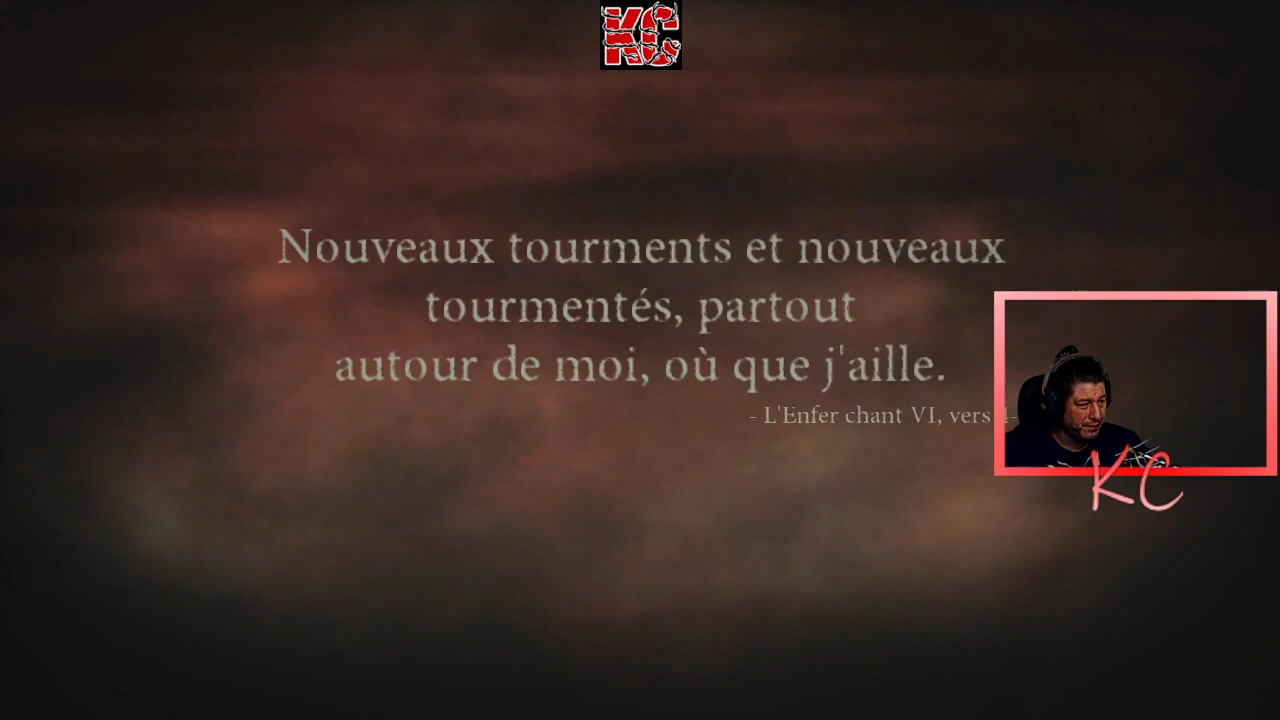 KC
Nouveaux tourments et nouveaux
tourmentés, partout
autour de moi, où que j'aille.
- L'Enfer chant VI, vers
KC